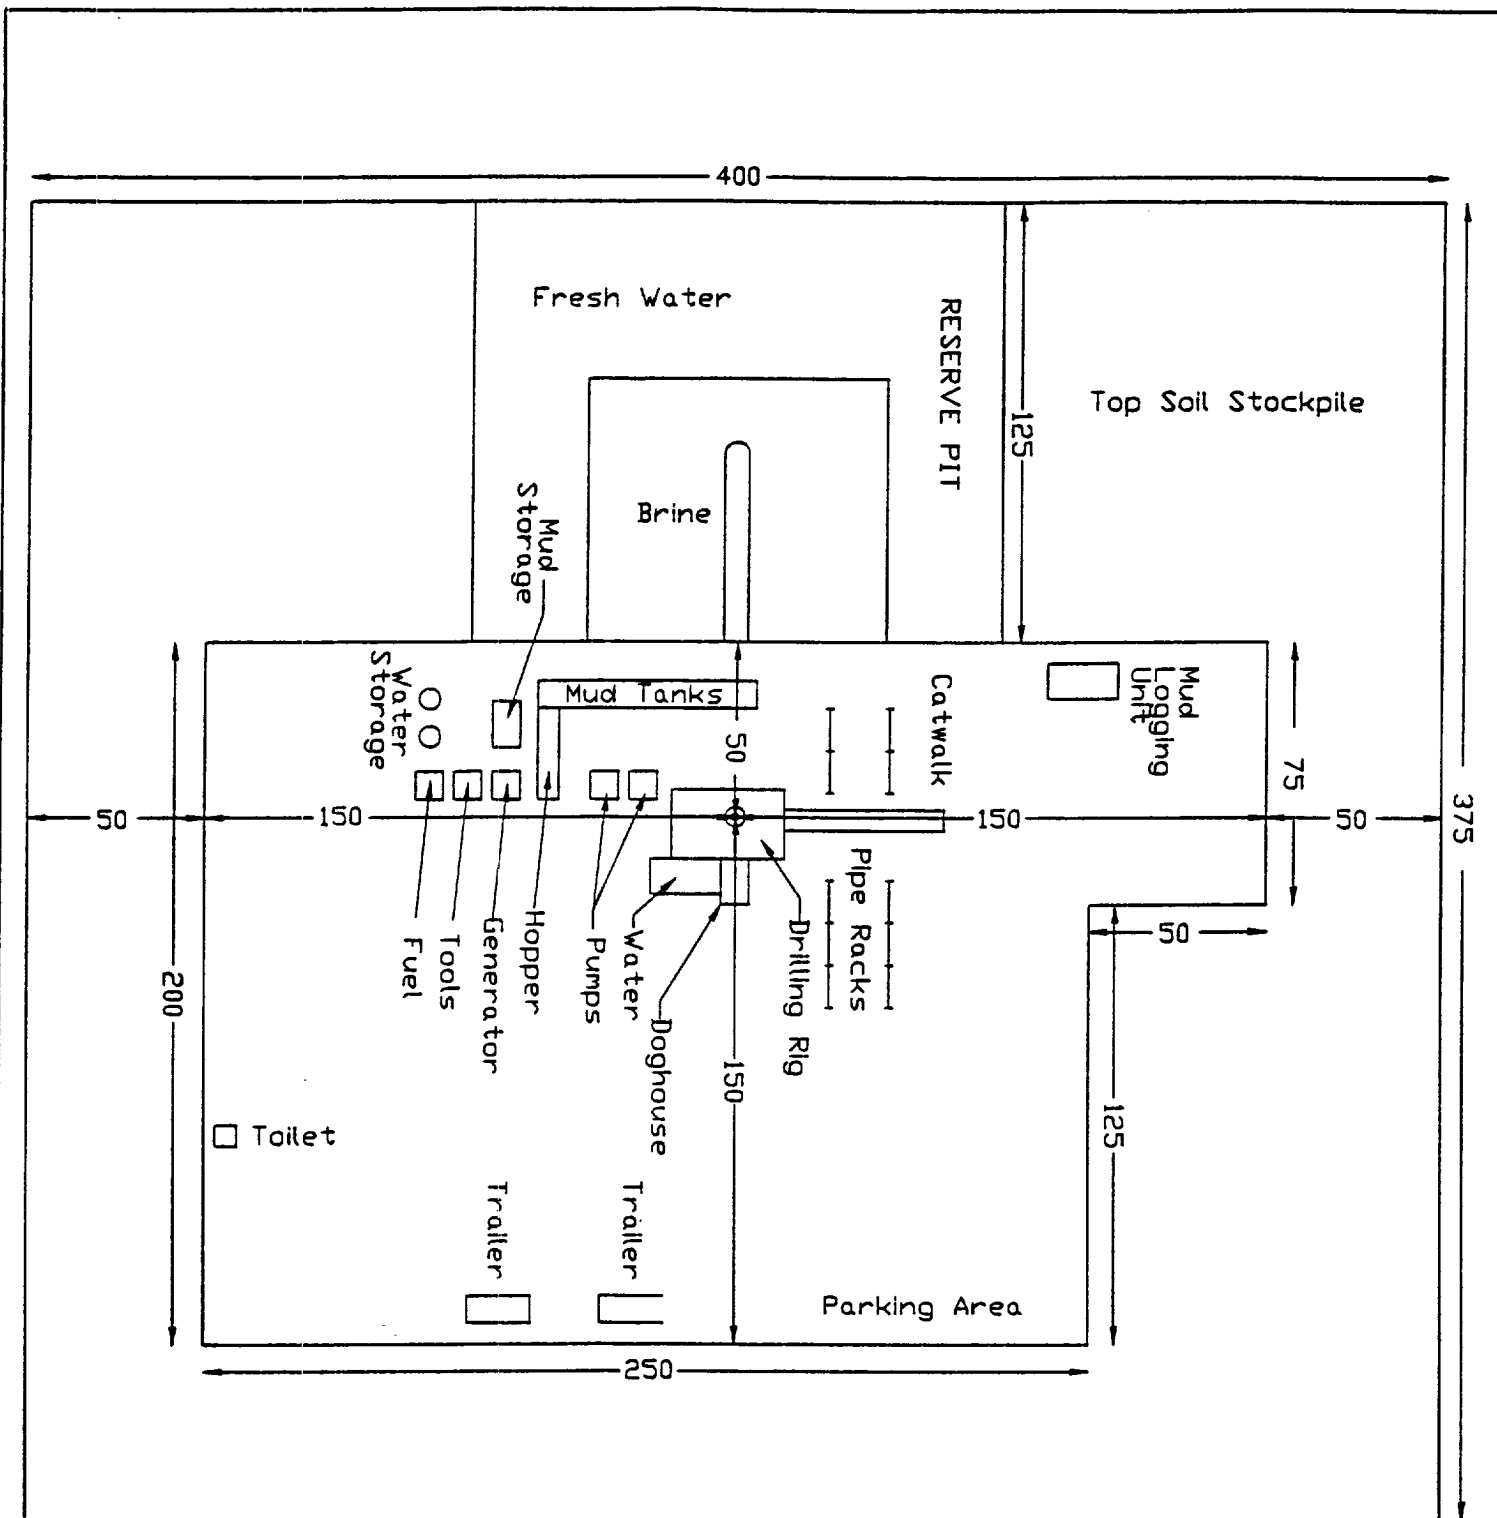 400
Fresh Water
RESERVE PIT
125
Top Soil Stockpile
Brine
Mud
Storage
Water
Storage
Mud Tanks
50
Catwalk
Mud
Logging
Unit
75
375
50
150
150
50
Pipe Racks
50
Fuel
Tools
Generator
Hopper
Pumps
Water
Doghouse
Drilling Rig
200
150
125
Toilet
Trailer
Trailer
Parking Area
250